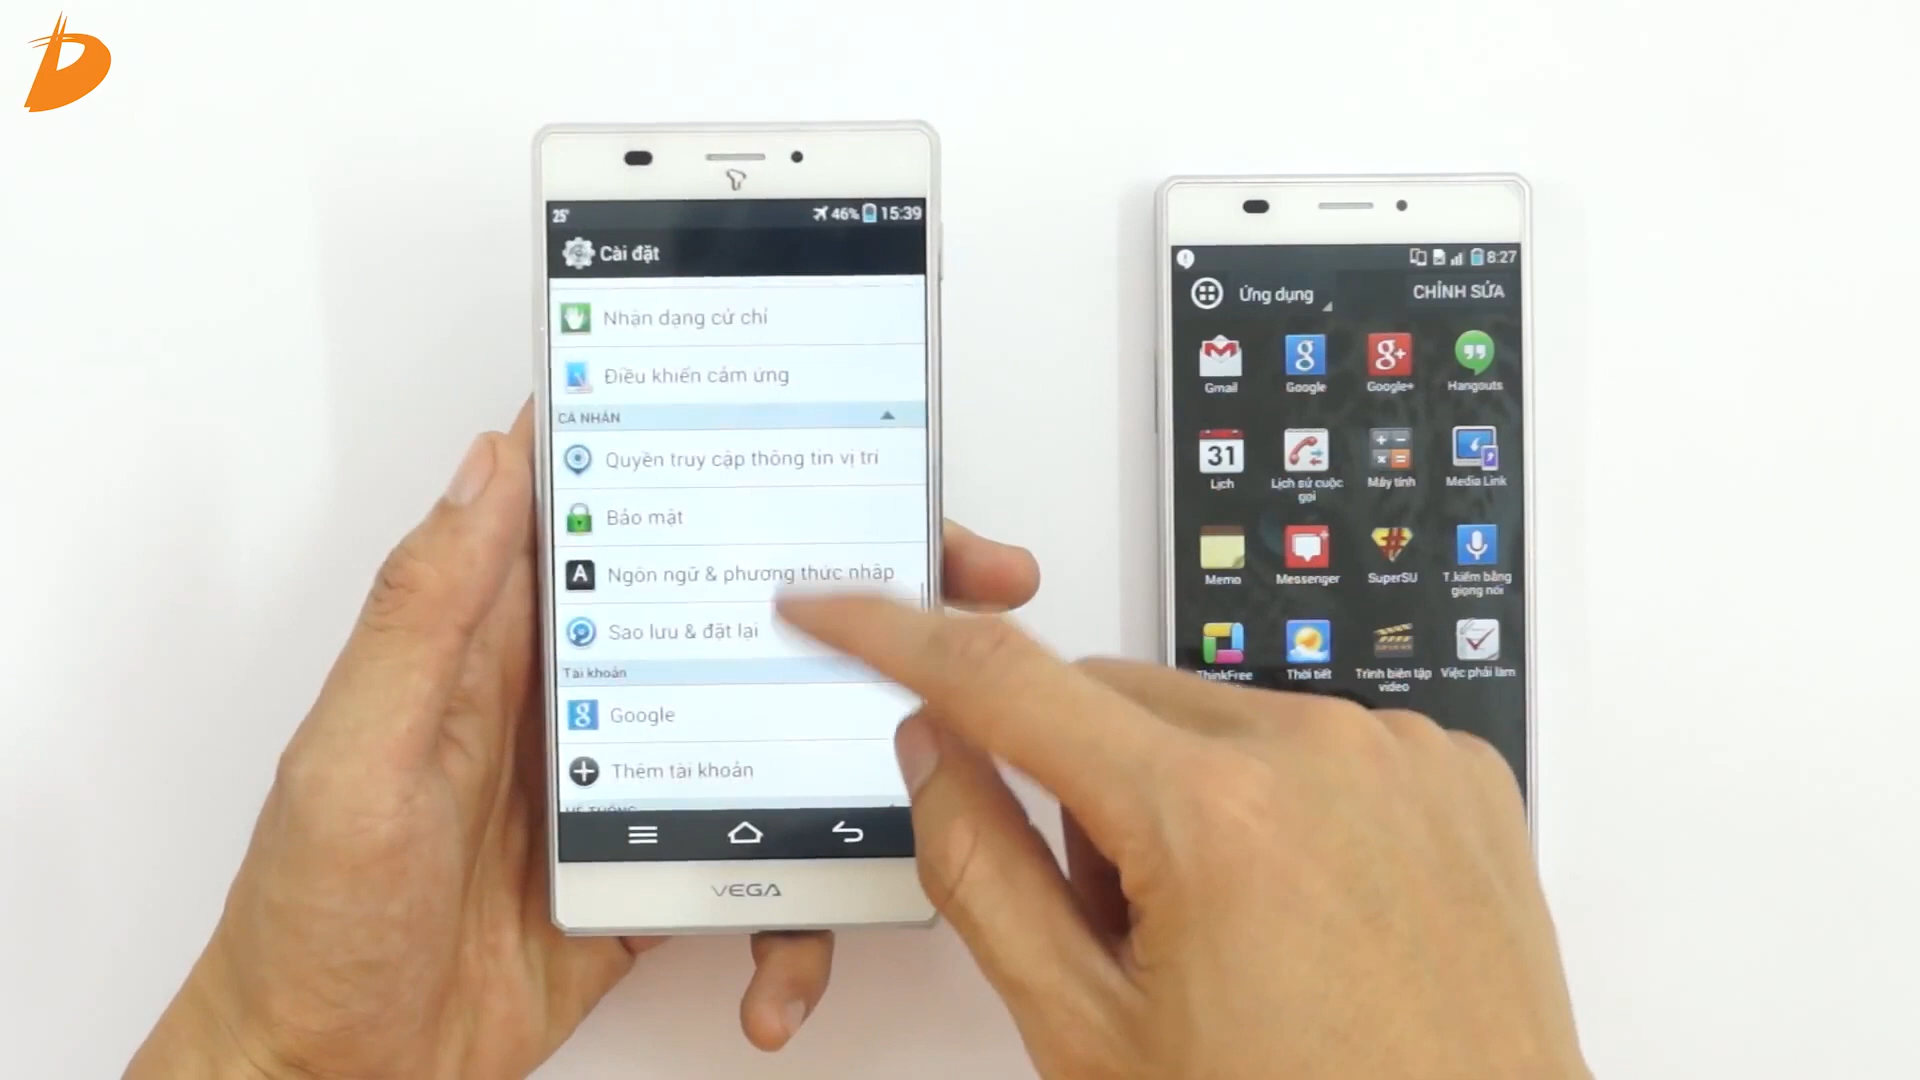 25°
46%
15:39
Cài đặt
Nhận dạng cử chỉ
Điều khiển cảm ứng
CÁ NHÂN
Quyền truy cập thông tin vị trí
Bảo mật
A
Ngôn ngữ & phương thức nhập
Sao lưu & đặt lại
Tài khoản
g
Google
Thêm tài khoản
HỆ THỐNG
VEGA
8:27
Ứng dụng
CHỈNH SỬA
Gmail
Google
Google+
Hangouts
31
Lịch
Lịch sử cuộc
gọi
Máy tính
Media Link
Memo
Messenger
SuperSU
T.kiếm bằng
giọng nói
ThinkFree
Thời tiết
Trình biên tập
video
Việc phải làm